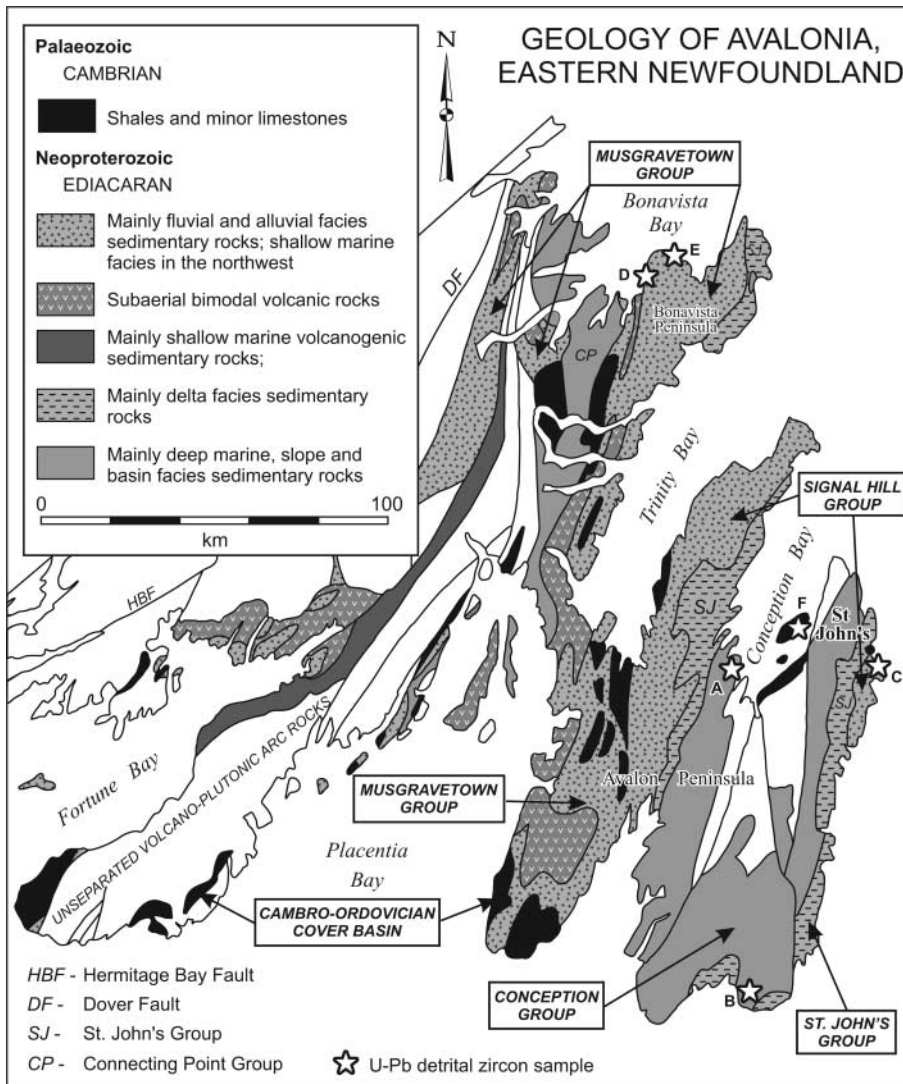 GEOLOGY OF AVALONIA,
EASTERN NEWFOUNDLAND
Palaeozoic
CAMBRIAN
Shales and minor limestones
Neoproterozoic
EDIACARAN
Mainly fluvial and alluvial facies
sedimentary rocks; shallow marine
facies in the northwest
Subaerial bimodal volcanic rocks
Mainly shallow marine volcanogenic
sedimentary rocks;
Mainly delta facies sedimentary
rocks
Mainly deep marine, slope and
basin facies sedimentary rocks
0
100
km
N
MUSGRAVETOWN
GROUP
Bonavista
Bay
E
D
SJ
DF
Bonavista
Peninsula
CP
Trinity Bay
SIGNAL HILL
GROUP
HBF
Conception Bay
SJ
F
St
John's
A
C
SJ
Fortune Bay
UNSEPARATED VOLCANO-PLUTONIC ARC ROCKS
Avalon Peninsula
MUSGRAVETOWN
GROUP
Placentia
Bay
CAMBRO-ORDOVICIAN
COVER BASIN
CONCEPTION
GROUP
B
ST. JOHN'S
GROUP
HBF - Hermitage Bay Fault
DF - Dover Fault
SJ - St. John's Group
CP - Connecting Point Group
U-Pb detrital zircon sample